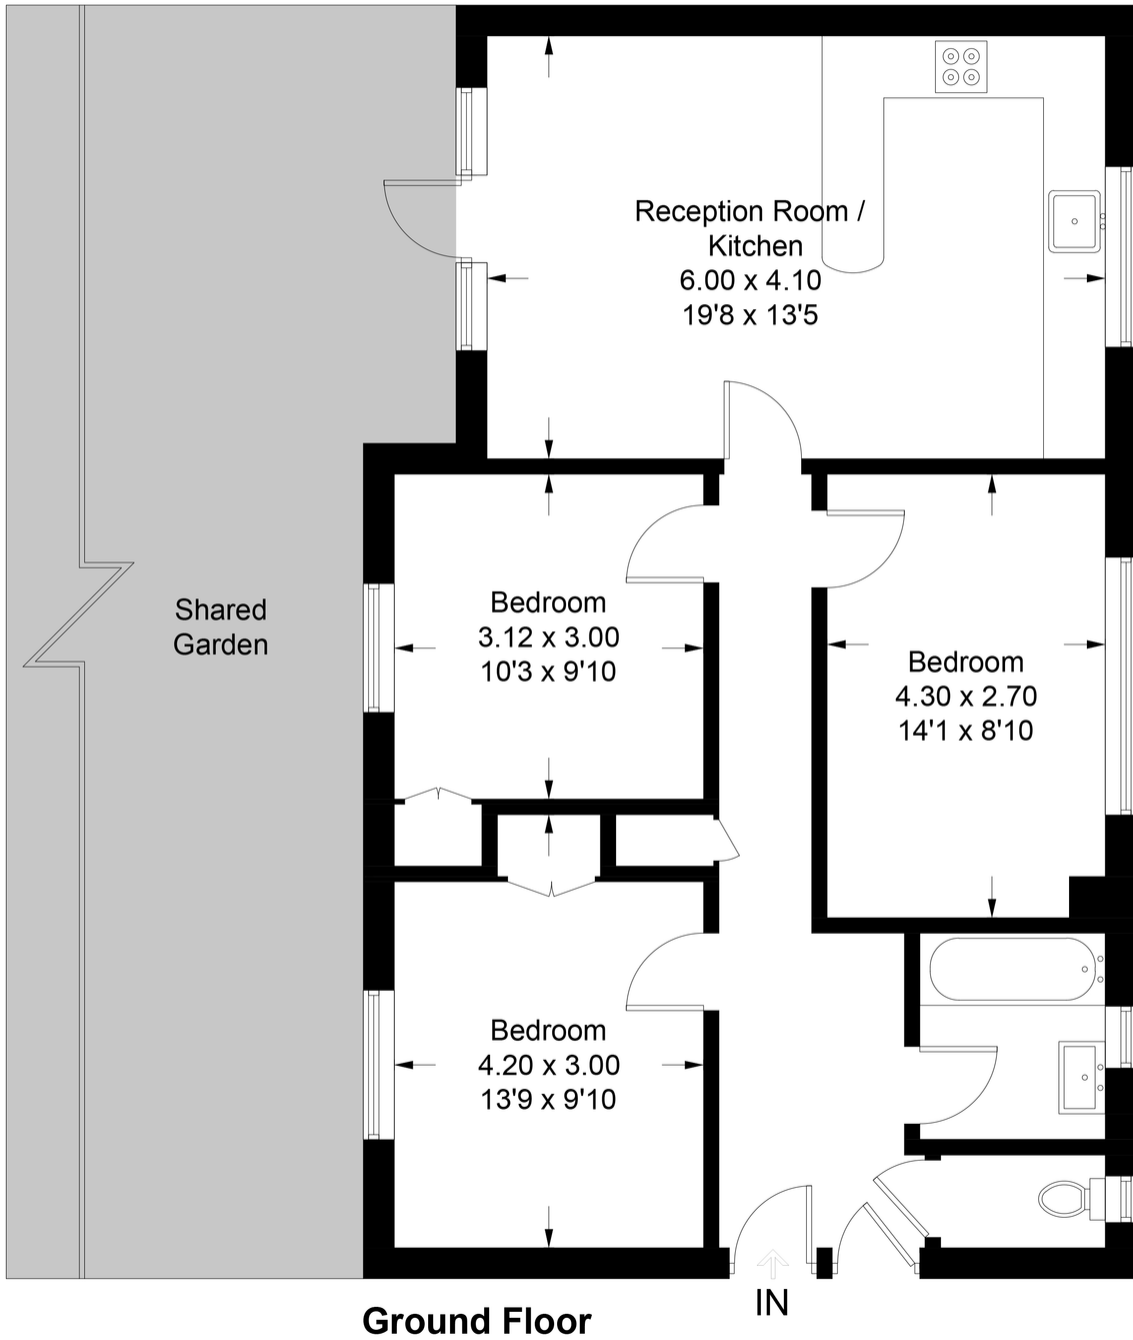 Reception Room /
Kitchen
6.00 x 4.10
19'8 x 13'5
Shared
Garden
Bedroom
3.12 x 3.00
10'3 x 9'10
Bedroom
4.30 x 2.70
14'1 x 8'10
Bedroom
4.20 x 3.00
13'9 x 9'10
IN
Ground Floor